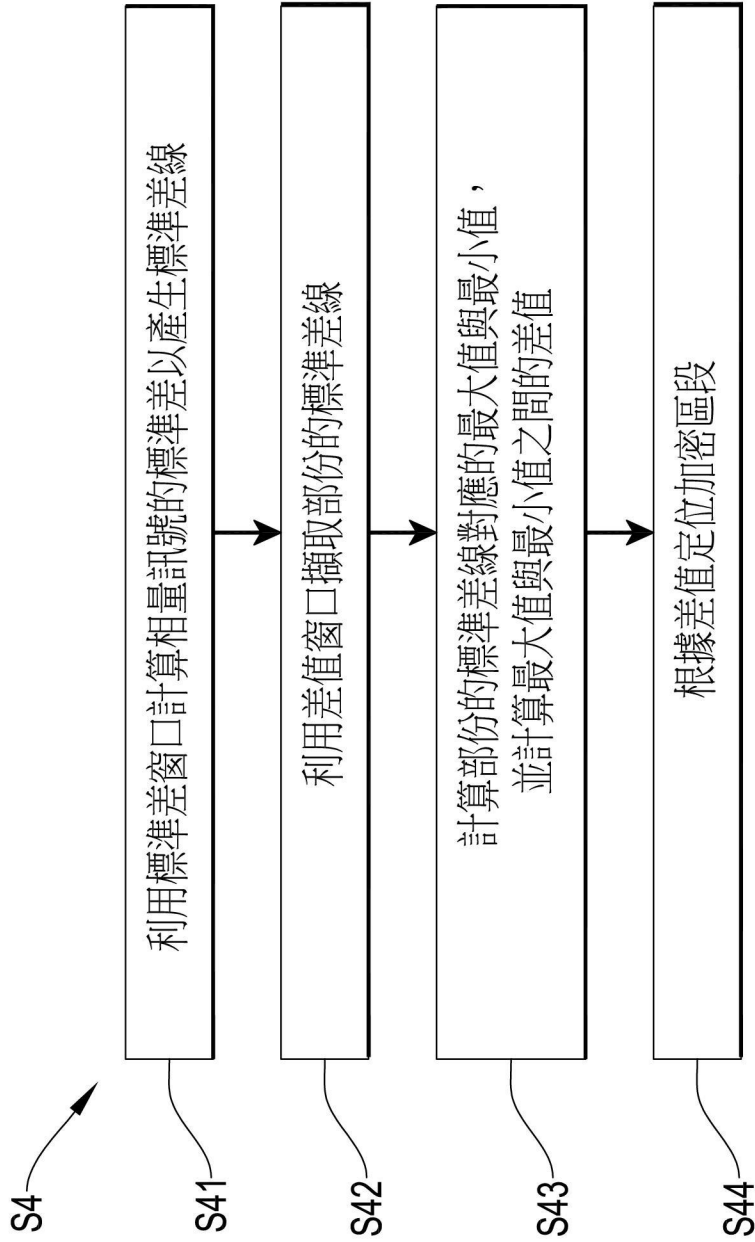 S4
S41
利用標準差窗口計算相量訊號的標準差以產生標準差線
S42
利用差值窗口擷取部份的標準差線
S43
計算部份的標準差線對應的最大值與最小值，
並計算最大值與最小值之間的差值
S44
根據差值定位加密區段